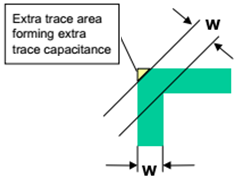 Extra trace area
forming extra
trace capacitance
W
W